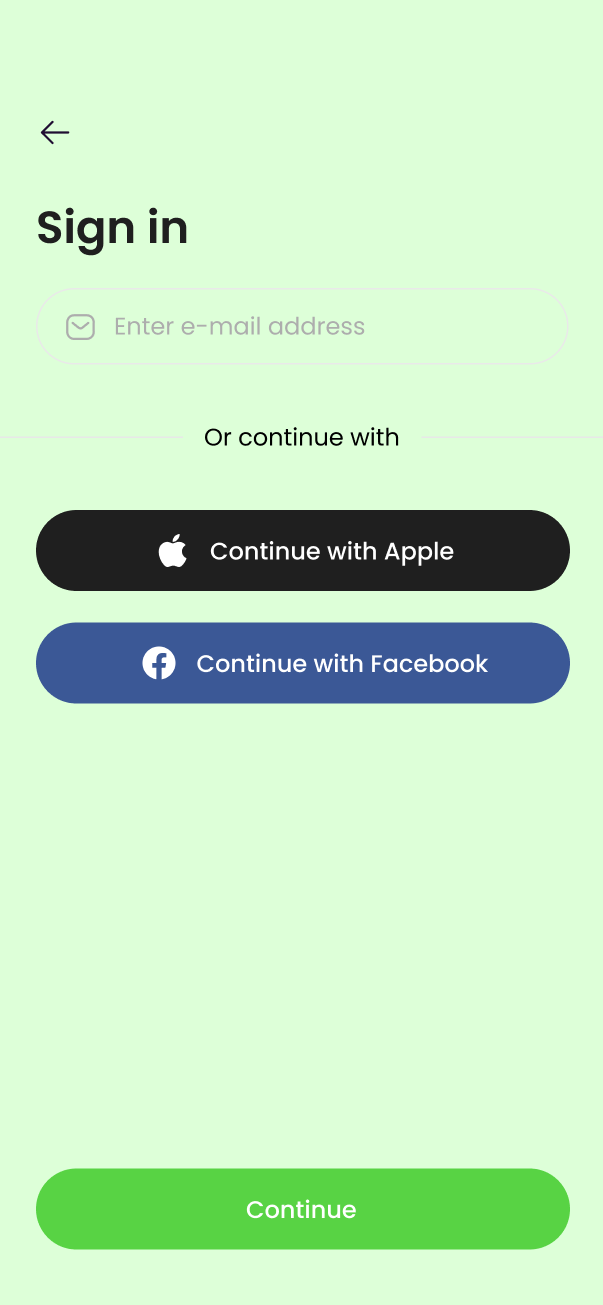 Sign in
Enter e-mail address
Or continue with
Continue with Apple
Continue with Facebook
Continue